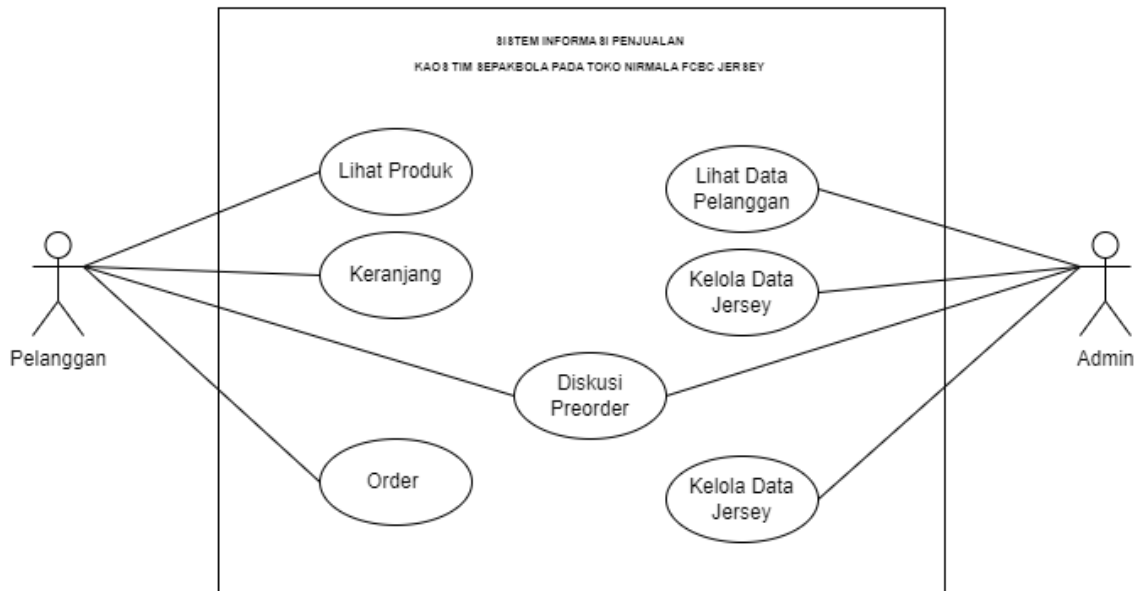 SISTEM INFORMASI PENJUALAN
KAOS TIM SEPAKBOLA PADA TOKO NIRMALA FCBC JERSEY
Lihat Produk
Lihat Data
Pelanggan
Keranjang
Kelola Data
Jersey
Pelanggan
Admin
Diskusi
Preorder
Order
Kelola Data
Jersey